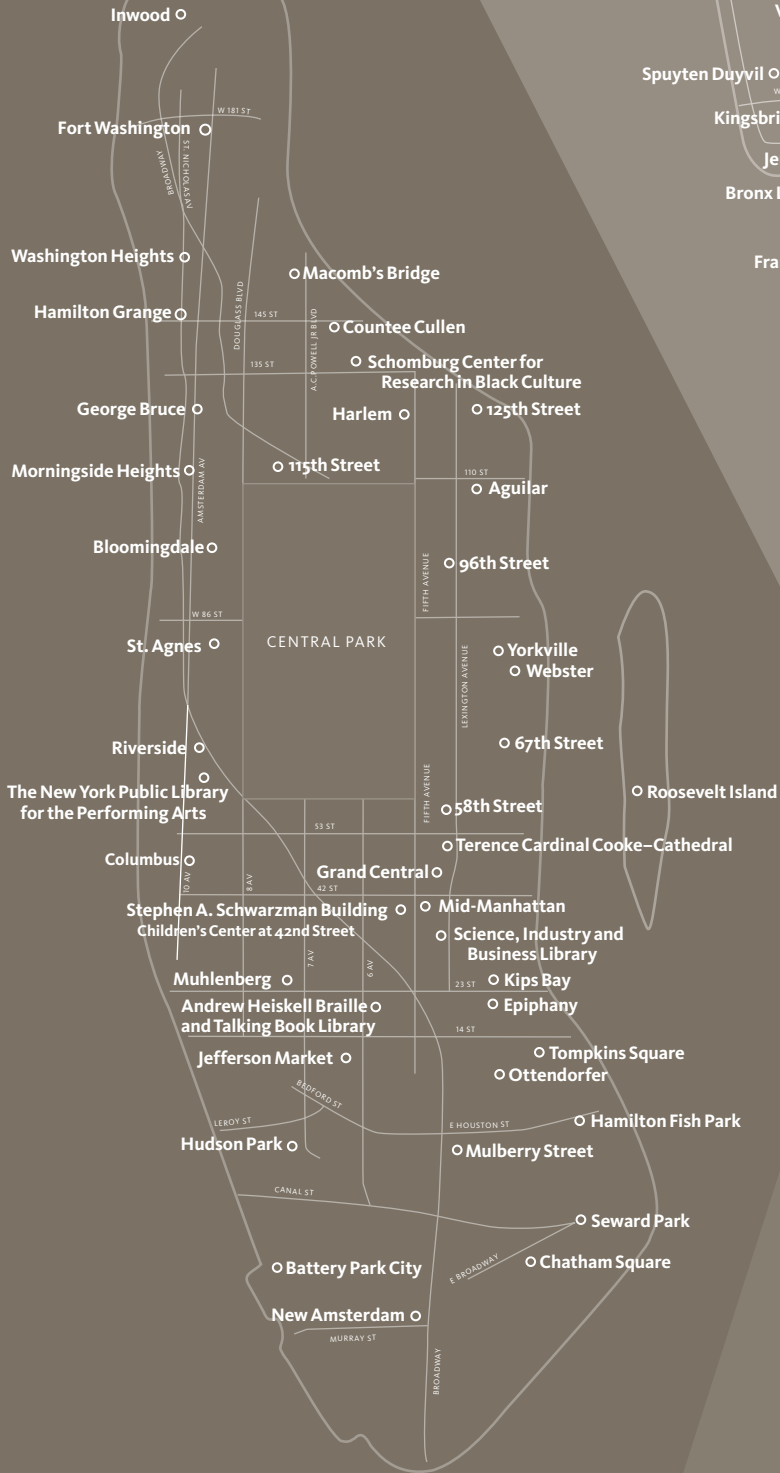 Inwood
Spuyten Duyvil
W 181 ST
Kingsbri
Fort Washington
BROADWAY
ST. NICHOLAS AV
Je
Bronx
Washington Heights
Fra
Macomb's Bridge
Hamilton Grange
DOUGLASS BLVD
145 ST
A.C.POWELL JR BLVD
Countee Cullen
135 ST
Schomburg Center for
Research in Black Culture
George Bruce
Harlem
125th Street
Morningside Heights
115th Street
110 ST
AMSTERDAM AV
Aguilar
Bloomingdale
96th Street
FIFTH AVENUE
W 86 ST
St. Agnes
CENTRAL PARK
Yorkville
Webster
LEXINGTON AVENUE
Riverside
67th Street
The New York Public Library
for the Performing Arts
FIFTH AVENUE
58th Street
Roosevelt Island
53 ST
Terence Cardinal Cooke–Cathedral
Columbus
Grand Central
10 AV
8 AV
42 ST
Stephen A. Schwarzman Building
Children's Center at 42nd Street
Mid-Manhattan
Science, Industry and
Business Library
7 AV
6 AV
Muhlenberg
23 ST
Kips Bay
Andrew Heiskell Braille
and Talking Book Library
Epiphany
14 ST
Jefferson Market
Tompkins Square
Ottendorfer
BEDFORD ST
LEROY ST
E HOUSTON ST
Hamilton Fish Park
Hudson Park
Mulberry Street
CANAL ST
Seward Park
Battery Park City
E BROADWAY
Chatham Square
New Amsterdam
MURRAY ST
BROADWAY